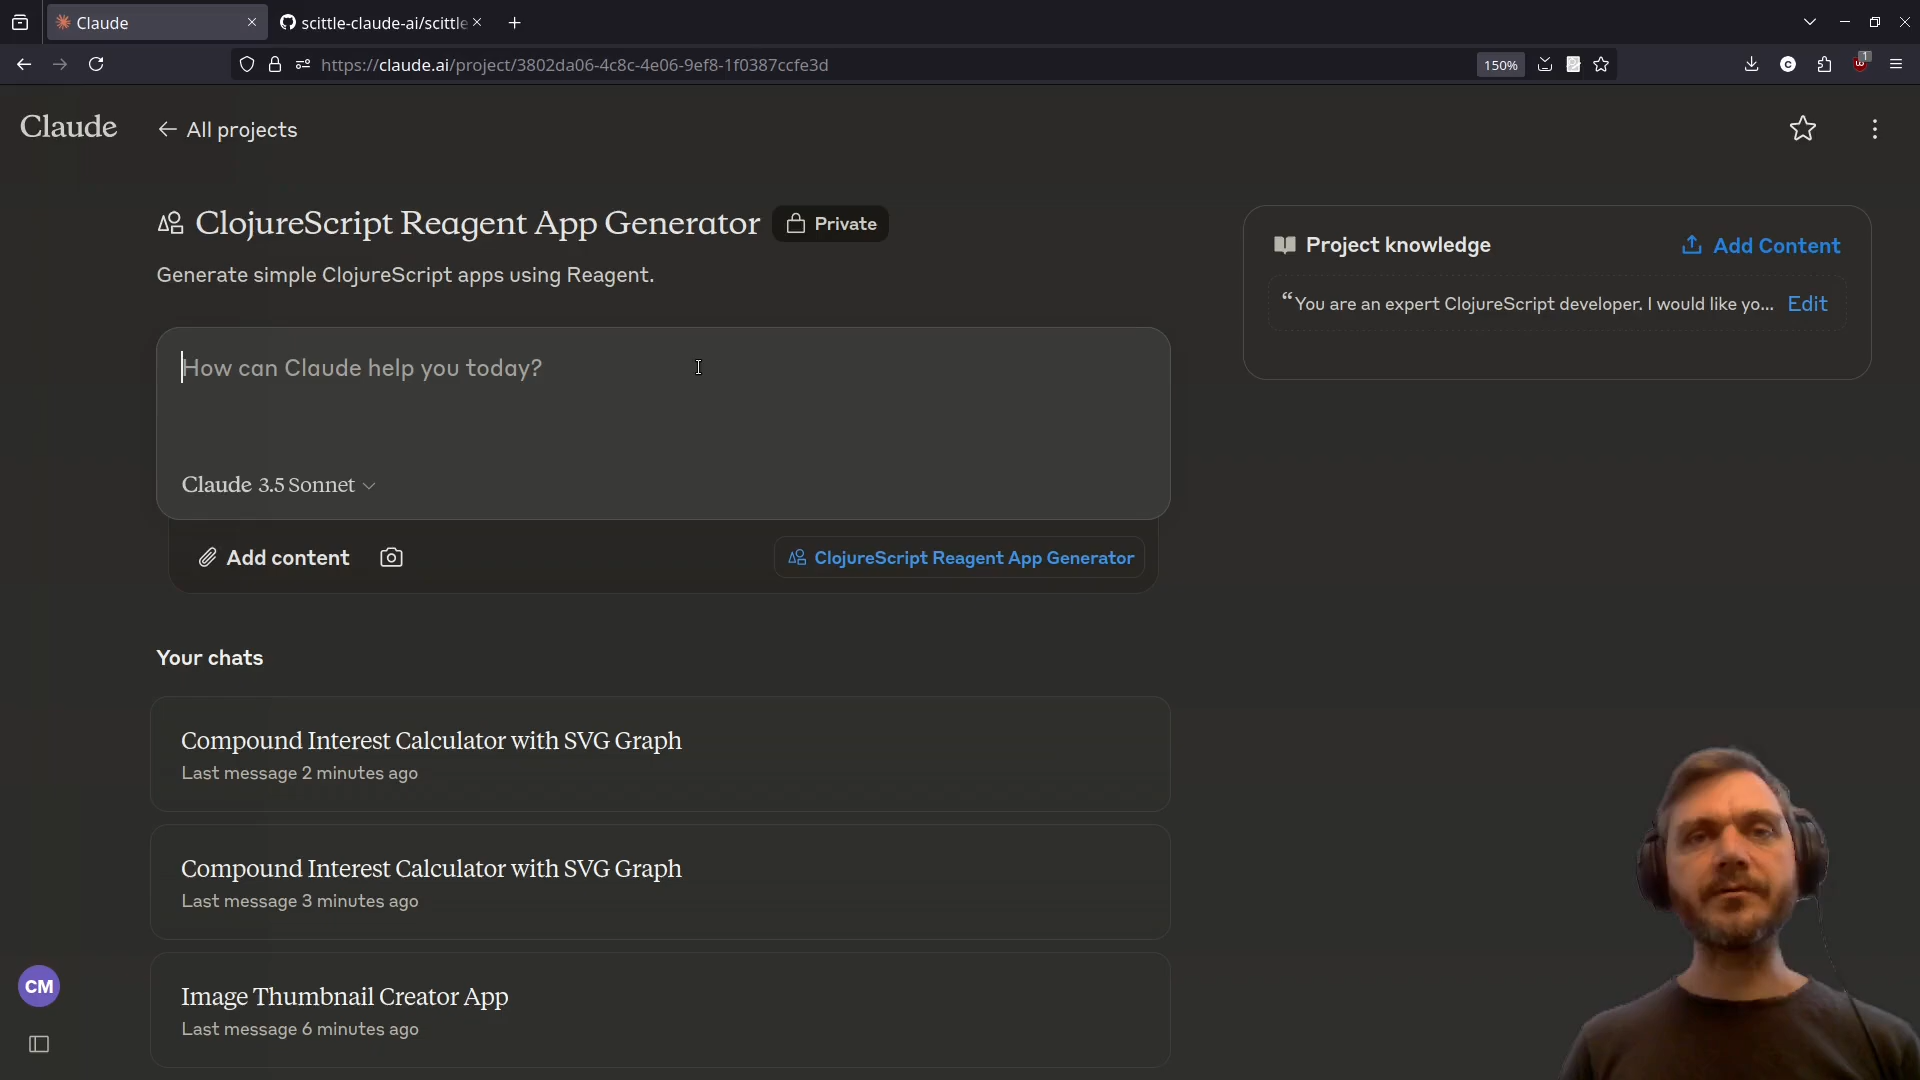 Claude
scittle-claude-ai/scittle
https://claude.ai/project/3802da06-4c8c-4e06-9ef8-1f0387ccfe3d
150%
C
1
Claude
All projects
ClojureScript Reagent App Generator
Private
Generate simple ClojureScript apps using Reagent.
How can Claude help you today?
Claude 3.5 Sonnet
Add content
ClojureScript Reagent App Generator
Project knowledge
Add Content
“You are an expert ClojureScript developer. I would like yo...
Edit
Your chats
Compound Interest Calculator with SVG Graph
Last message 2 minutes ago
Compound Interest Calculator with SVG Graph
Last message 3 minutes ago
Image Thumbnail Creator App
Last message 6 minutes ago
CM